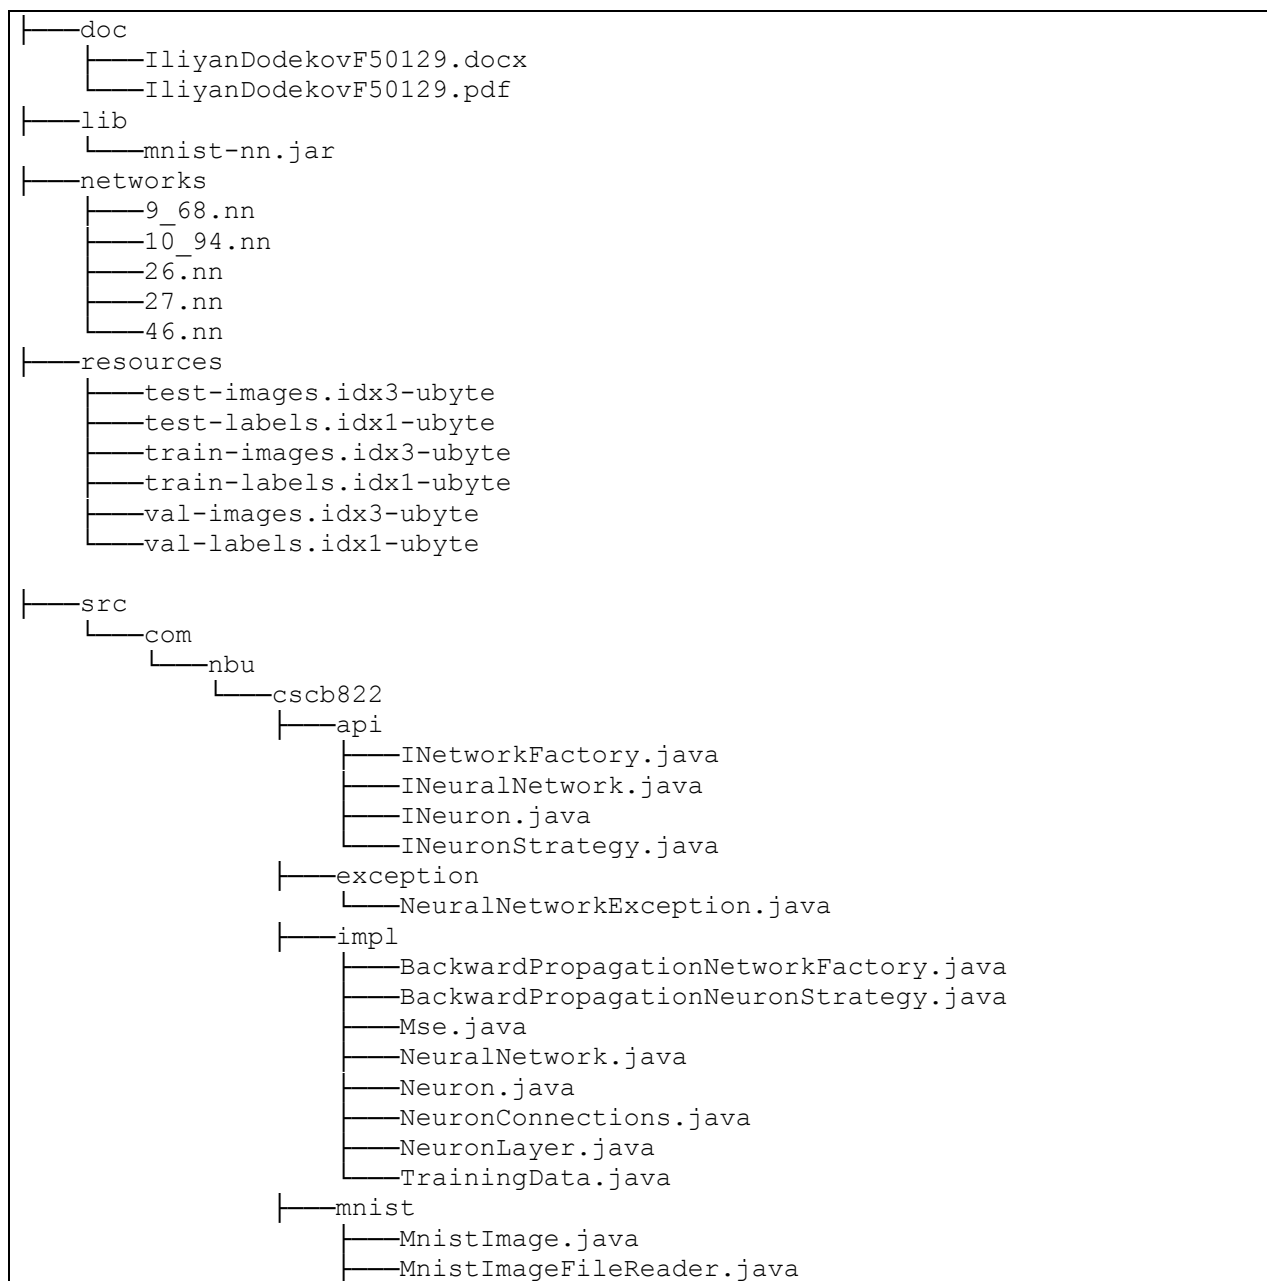 ├───doc
    ├───IliyanDodekovF50129.docx
    └───IliyanDodekovF50129.pdf
├───lib
    └───mnist-nn.jar
├───networks
    ├───9_68.nn
    ├───10_94.nn
    ├───26.nn
    ├───27.nn
    └───46.nn
├───resources
    ├───test-images.idx3-ubyte
    ├───test-labels.idx1-ubyte
    ├───train-images.idx3-ubyte
    ├───train-labels.idx1-ubyte
    ├───val-images.idx3-ubyte
    └───val-labels.idx1-ubyte

├───src
    └───com
        └───nbu
            └───cscb822
                ├───api
                    ├───INetworkFactory.java
                    ├───INeuralNetwork.java
                    ├───INeuron.java
                    └───INeuronStrategy.java
                ├───exception
                    └───NeuralNetworkException.java
                ├───impl
                    ├───BackwardPropagationNetworkFactory.java
                    ├───BackwardPropagationNeuronStrategy.java
                    ├───Mse.java
                    ├───NeuralNetwork.java
                    ├───Neuron.java
                    ├───NeuronConnections.java
                    ├───NeuronLayer.java
                    └───TrainingData.java
                ├───mnist
                    ├───MnistImage.java
                    ├───MnistImageFileReader.java